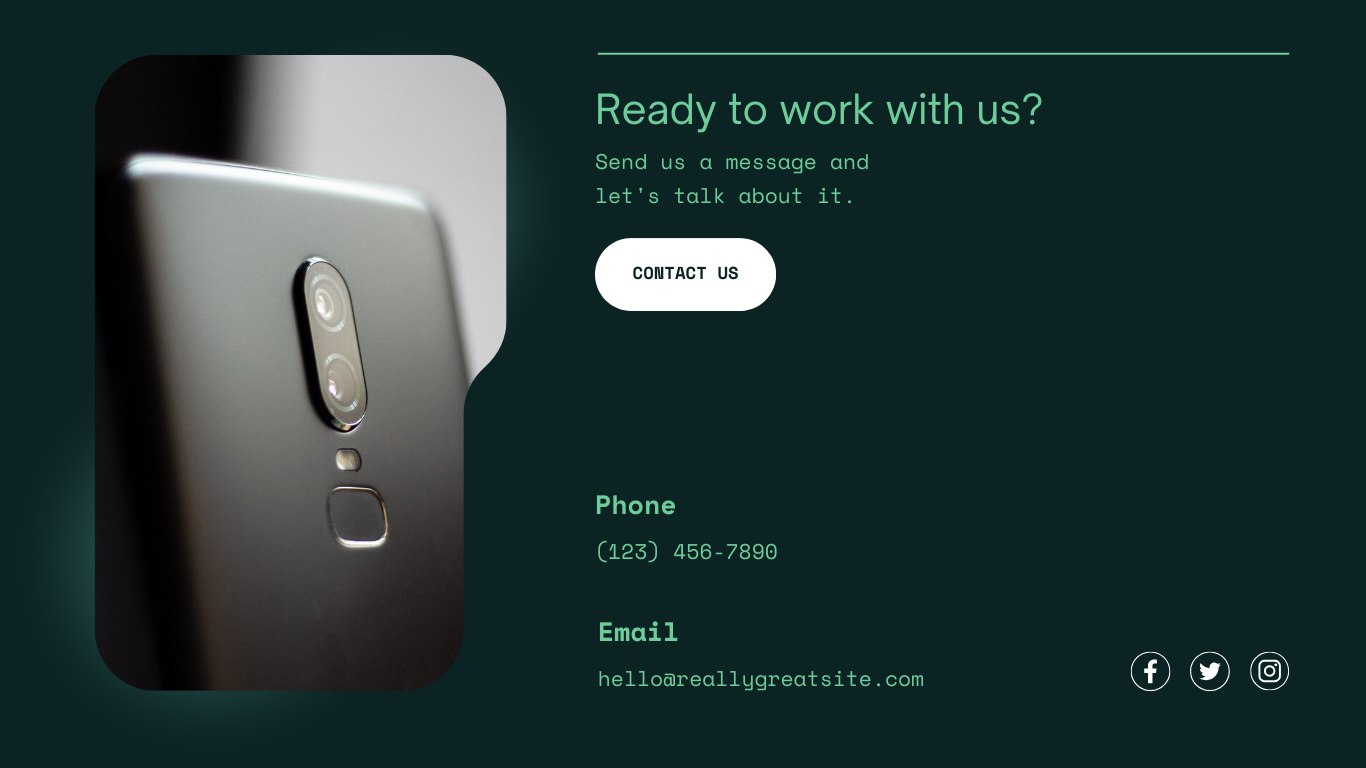 Ready to work with us?
Send us a message and
let's talk about it.
CONTACT US
Phone
(123) 456-7890
Email
hello@reallygreatsite.com